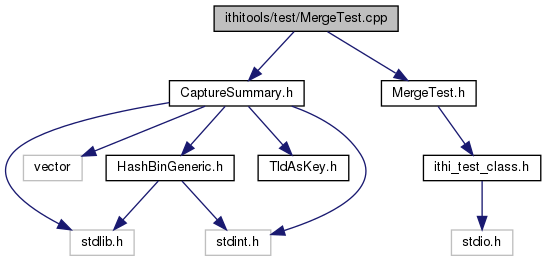 ithitools/test/MergeTest.cpp
CaptureSummary.h
MergeTest.h
vector
HashBinGeneric.h
TldAsKey.h
ithi_test_class.h
stdlib.h
stdint.h
stdio.h